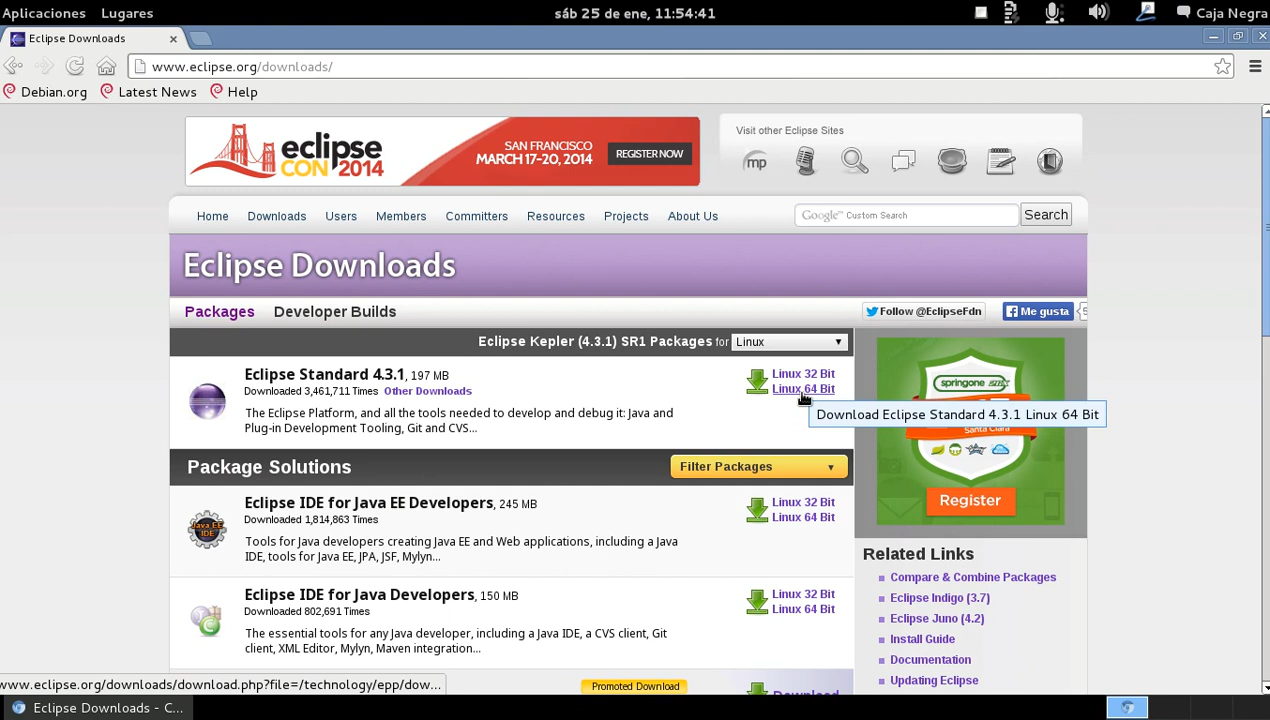 Aplicaciones Lugares sáb 25 de ene, 11:54:41 Caja Negra
Eclipse Downloads
www.eclipse.org/downloads/
Debian.org Latest News Help
eclipse
CON 2014
SAN FRANCISCO
MARCH 17-20, 2014
REGISTER NOW
Visit other Eclipse Sites
mp
Home Downloads Users Members Committers Resources Projects About Us
Google™ Custom Search Search
Eclipse Downloads
Packages Developer Builds
Follow @EclipseFdn Me gusta
Eclipse Kepler (4.3.1) SR1 Packages for Linux
Eclipse Standard 4.3.1, 197 MB
Downloaded 3,461,711 Times Other Downloads
The Eclipse Platform, and all the tools needed to develop and debug it: Java and
Plug-in Development Tooling, Git and CVS...
Linux 32 Bit
Linux 64 Bit
Download Eclipse Standard 4.3.1 Linux 64 Bit
springone
Santa Clara
Register
Package Solutions
Filter Packages
Eclipse IDE for Java EE Developers, 245 MB
Downloaded 1,814,863 Times
Tools for Java developers creating Java EE and Web applications, including a Java
IDE, tools for Java EE, JPA, JSF, Mylyn...
Java EE
IDE
Linux 32 Bit
Linux 64 Bit
Eclipse IDE for Java Developers, 150 MB
Downloaded 802,691 Times
The essential tools for any Java developer, including a Java IDE, a CVS client, Git
client, XML Editor, Mylyn, Maven integration...
Linux 32 Bit
Linux 64 Bit
Related Links
Compare & Combine Packages
Eclipse Indigo (3.7)
Eclipse Juno (4.2)
Install Guide
Documentation
Updating Eclipse
www.eclipse.org/downloads/download.php?file=/technology/epp/dow...
Promoted Download
Download
Eclipse Downloads - C...